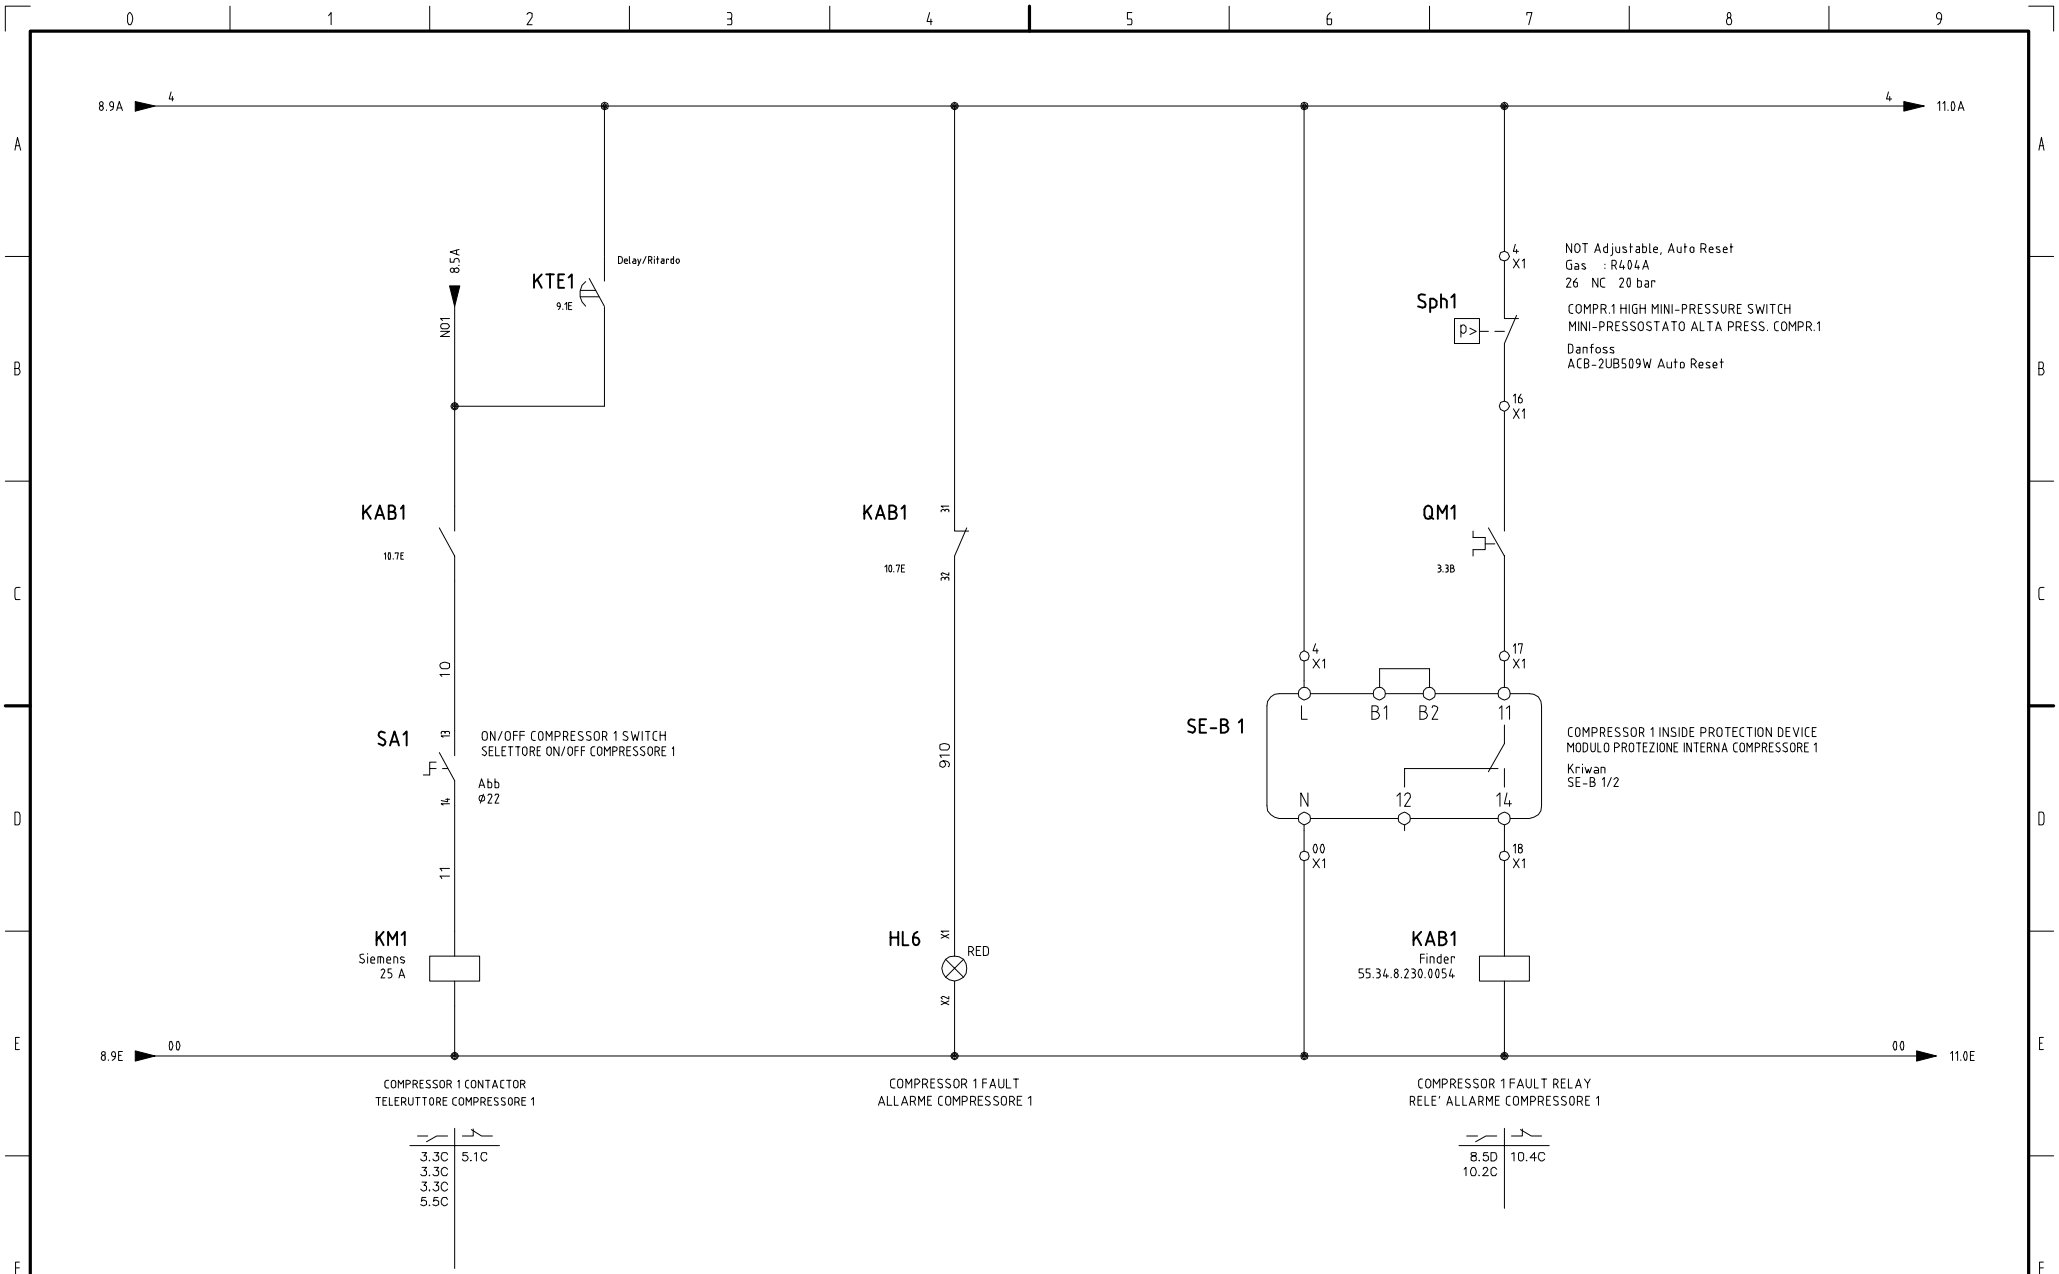 0 1 2 3 4 5 6 7 8 9
8.9A 4 4 11.0A
A A
8.5A
N01
KTE1
9.1E
Delay/Ritardo
4
X1
NOT Adjustable, Auto Reset
Gas : R404A
26 NC 20 bar
Sph1
P>
COMPR.1 HIGH MINI-PRESSURE SWITCH
MINI-PRESSOSTATO ALTA PRESS. COMPR.1
Danfoss
ACB-2UB509W Auto Reset
B B
16
X1
KAB1
10.7E
KAB1
31
10.7E
32
QM1
3.3B
C C
10
4
X1
17
X1
L B1 B2 11
SE-B 1
SA1
13
ON/OFF COMPRESSOR 1 SWITCH
SELETTORE ON/OFF COMPRESSORE 1
Abb
ø22
14
910
COMPRESSOR 1 INSIDE PROTECTION DEVICE
MODULO PROTEZIONE INTERNA COMPRESSORE 1
Kriwan
SE-B 1/2
N 12 14
D D
11
00
X1
18
X1
KM1
Siemens
25 A
HL6
X1
RED
X2
KAB1
Finder
55.34.8.230.0054
E E
8.9E 00 00 11.0E
COMPRESSOR 1 CONTACTOR
TELERUTTORE COMPRESSORE 1
COMPRESSOR 1 FAULT
ALLARME COMPRESSORE 1
COMPRESSOR 1 FAULT RELAY
RELE' ALLARME COMPRESSORE 1
3.3C 5.1C
3.3C
3.3C
5.5C
8.5D 10.4C
10.2C
F F